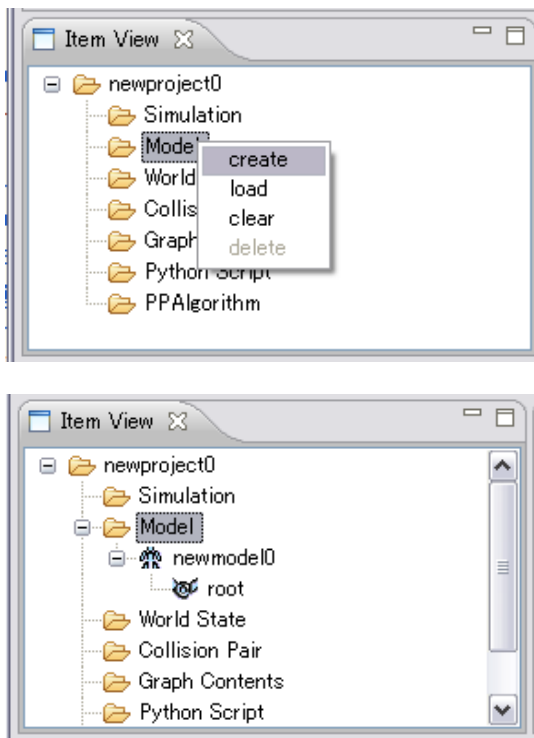 Item View
newproject0
Simulation
Model
create
World
load
Collis
clear
Graph
delete
Python Script
PPAlgorithm
Item View
newproject0
Simulation
Model
newmodel0
root
World State
Collision Pair
Graph Contents
Python Script